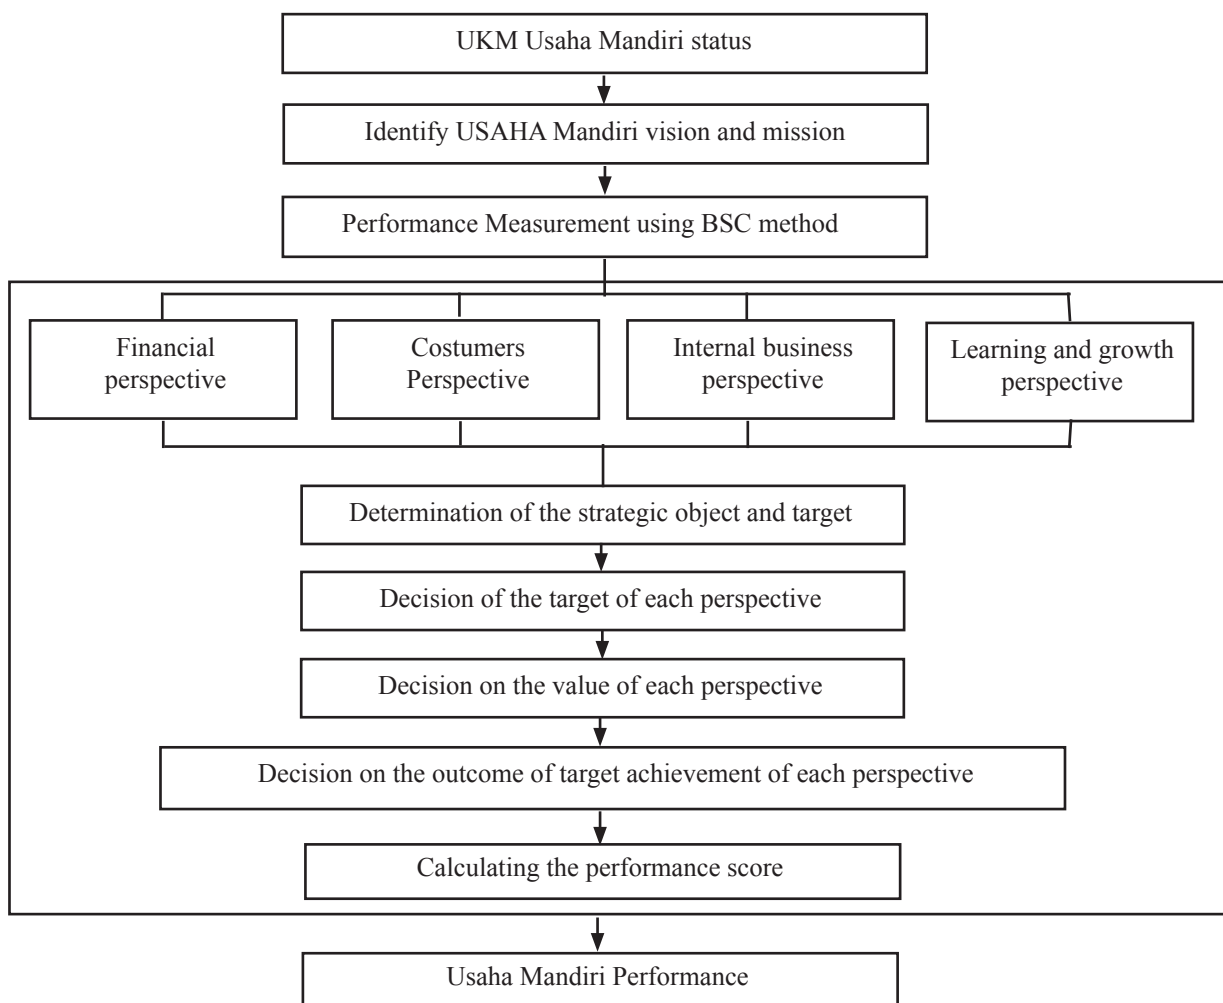 UKM Usaha Mandiri status
Identify USAHA Mandiri vision and mission
Performance Measurement using BSC method
Financial
perspective
Costumers
Perspective
Internal business
perspective
Learning and growth
perspective
Determination of the strategic object and target
Decision of the target of each perspective
Decision on the value of each perspective
Decision on the outcome of target achievement of each perspective
Calculating the performance score
Usaha Mandiri Performance